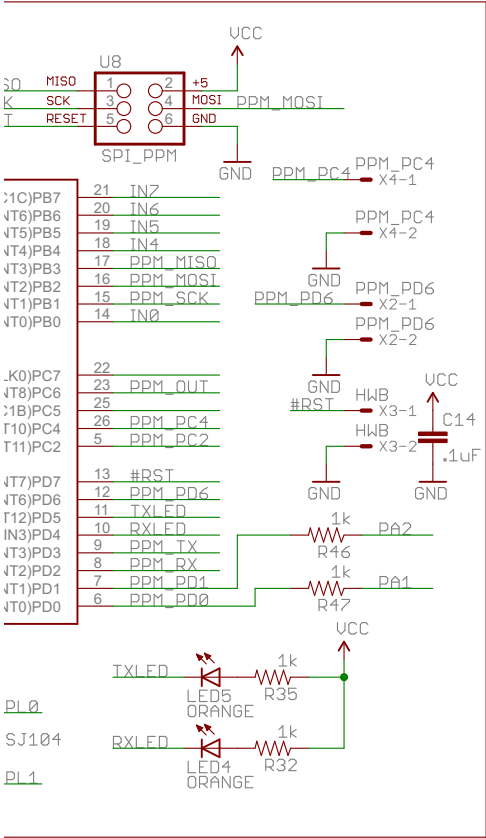 VCC
U8
SO MISO 1 2 +5
K SCK 3 4 MOSI PPM_MOSI
T RESET 5 6 GND
SPI_PPM
GND
PPM_PC4 PPM_PC4
X4-1
C1C)PB7 21 IN7
NT6)PB6 20 IN6
NT5)PB5 19 IN5
NT4)PB4 18 IN4
NT3)PB3 17 PPM_MISO
NT2)PB2 16 PPM_MOSI
NT1)PB1 15 PPM_SCK
NT0)PB0 14 IN0
PPM_PC4
X4-2
GND
PPM_PD6 PPM_PD6
X2-1
PPM_PD6
X2-2
GND
LK0)PC7 22
NT8)PC6 23 PPM_OUT
C1B)PC5 25
T10)PC4 26 PPM_PC4
T11)PC2 5 PPM_PC2
#RST HWB
X3-1
HWB
X3-2
GND
VCC
C14
.1uF
GND
NT7)PD7 13 #RST
NT6)PD6 12 PPM_PD6
T12)PD5 11 TXLED
IN3)PD4 10 RXLED
NT3)PD3 9 PPM_TX
NT2)PD2 8 PPM_RX
NT1)PD1 7 PPM_PD1
NT0)PD0 6 PPM_PD0
1k
PA2
R46
1k
PA1
R47
VCC
TXLED
LED5
ORANGE
1k
R35
RXLED
LED4
ORANGE
1k
R32
PL0
SJ104
PL1